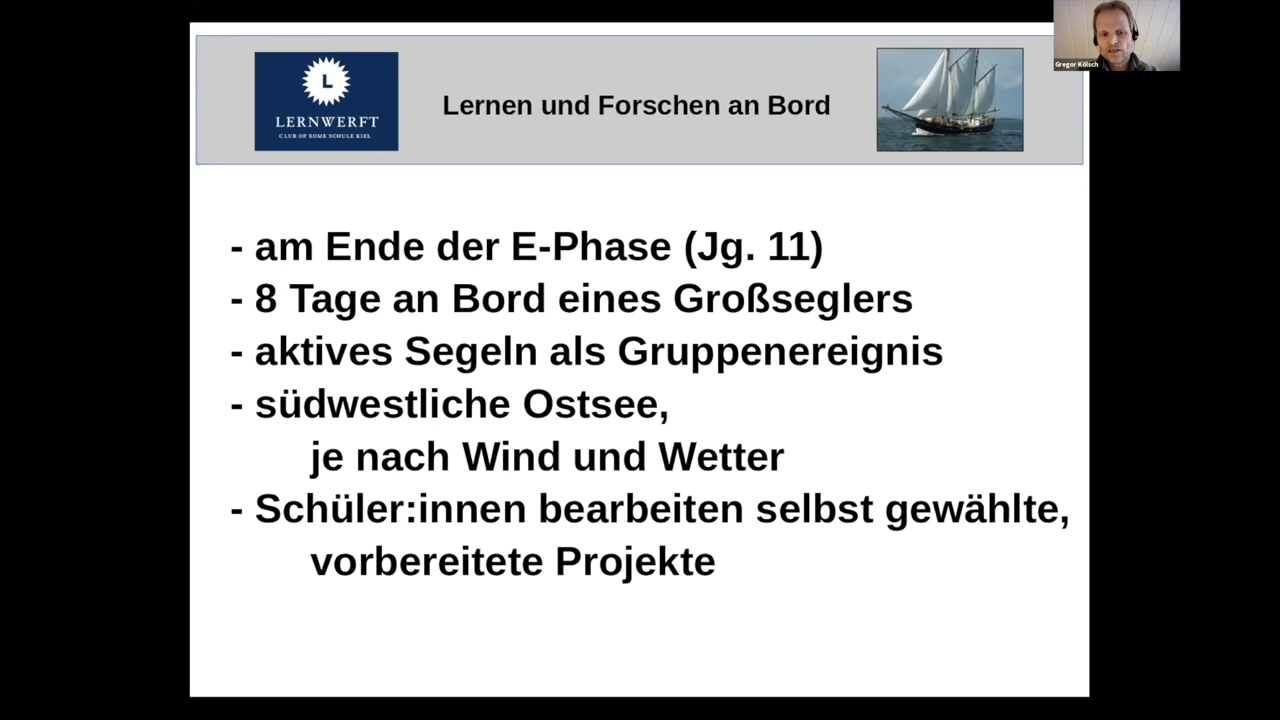 LERNWERFT
CLUB OF ROME SCHULE KIEL
Lernen und Forschen an Bord
Gregor Kölsch
- am Ende der E-Phase (Jg. 11)
- 8 Tage an Bord eines Großseglers
- aktives Segeln als Gruppenereignis
- südwestliche Ostsee,
je nach Wind und Wetter
- Schüler:innen bearbeiten selbst gewählte,
vorbereitete Projekte